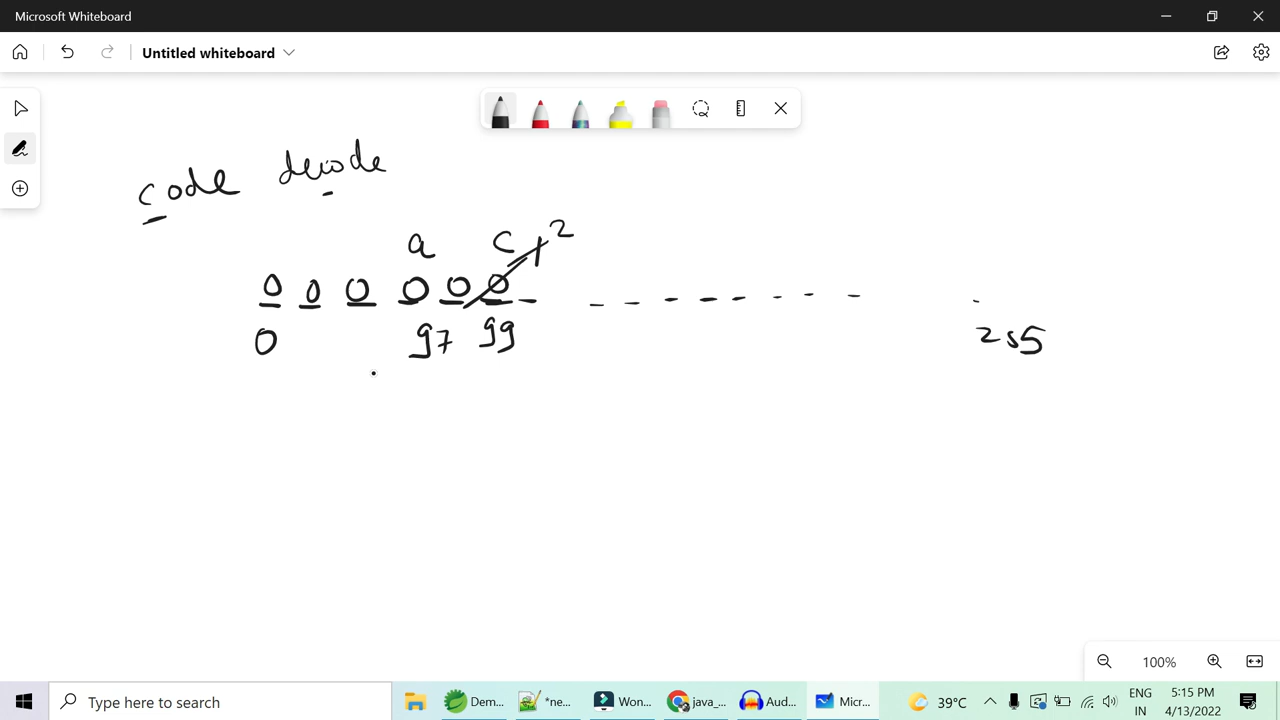 Microsoft Whiteboard
Untitled whiteboard
code decode
a c 1 2
0 0 0 0 0 0
0 97 99 255
100%
Type here to search
Dem...
*ne...
Won...
java_...
Aud...
Micr...
39°C
ENG
IN
5:15 PM
4/13/2022